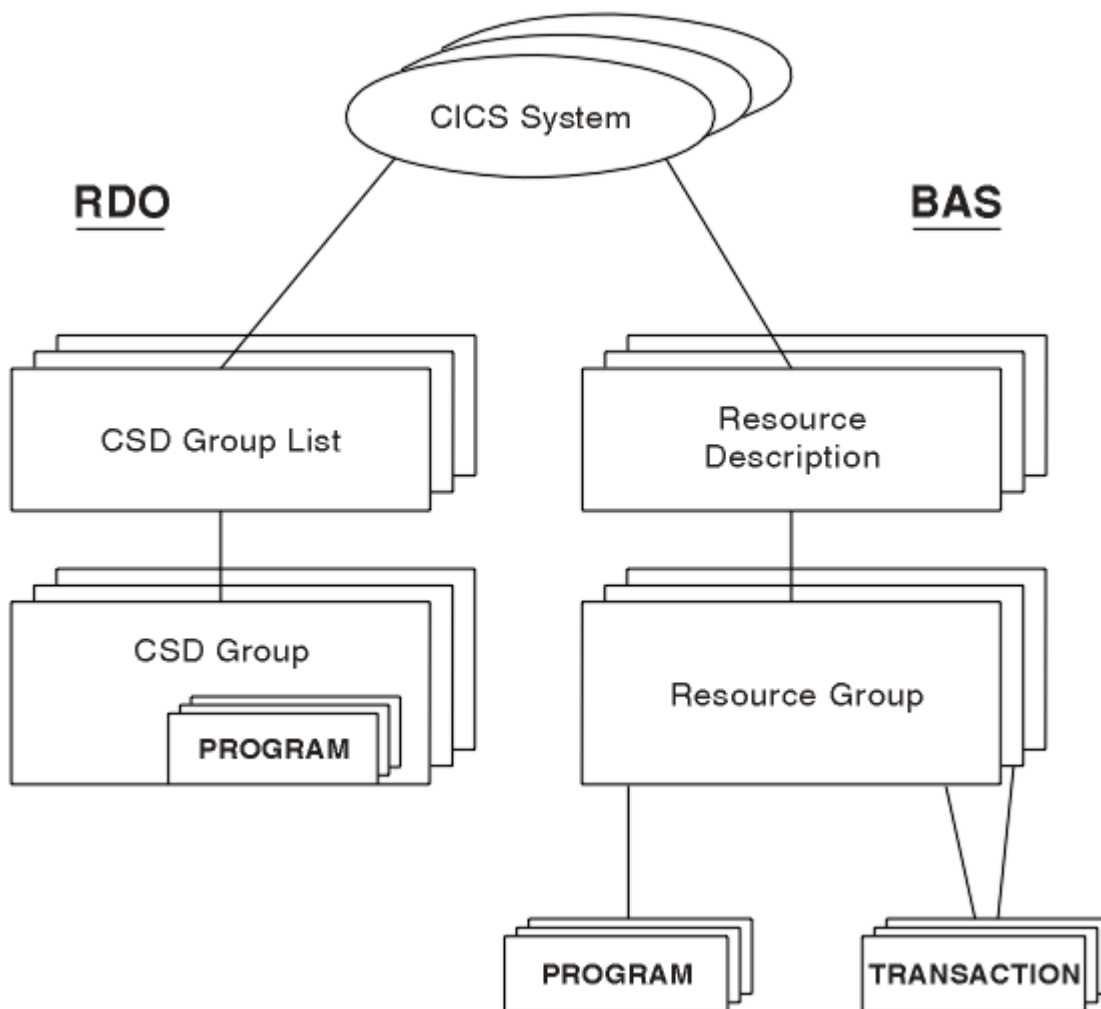 CICS System
RDO
BAS
CSD Group List
Resource
Description
CSD Group
PROGRAM
Resource Group
PROGRAM
TRANSACTION